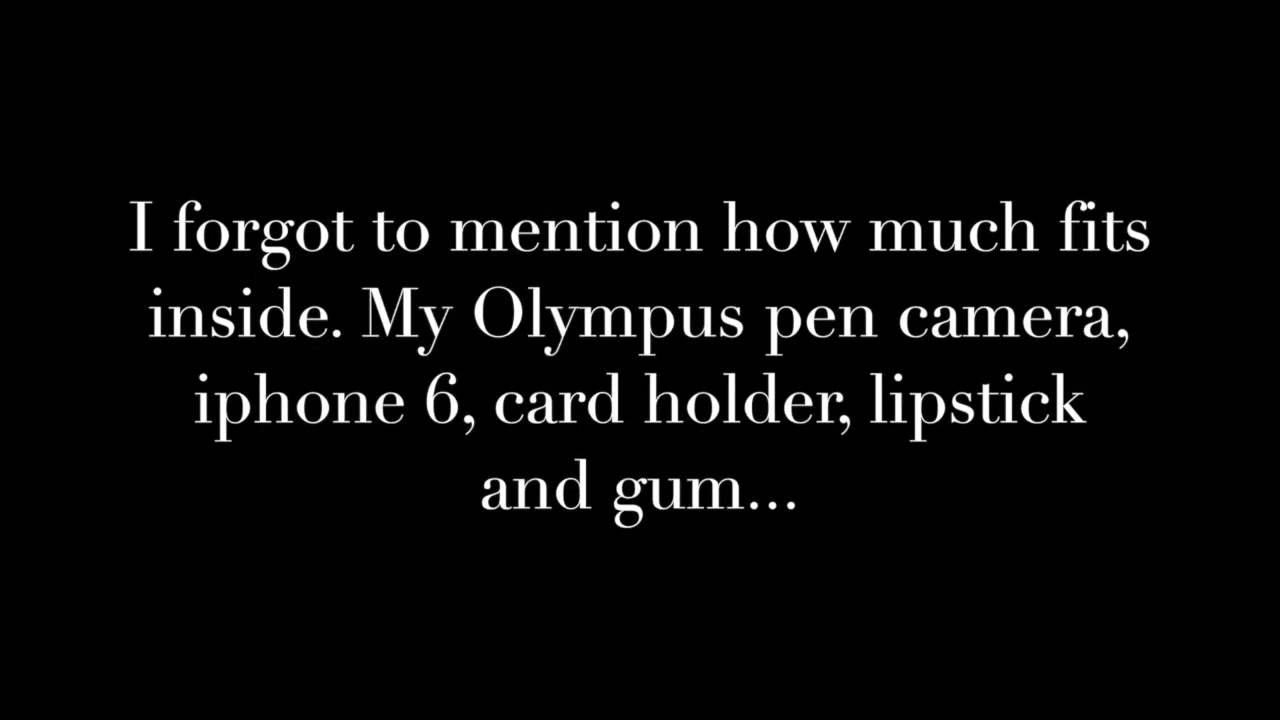 I forgot to mention how much fits
inside. My Olympus pen camera,
iphone 6, card holder, lipstick
and gum...